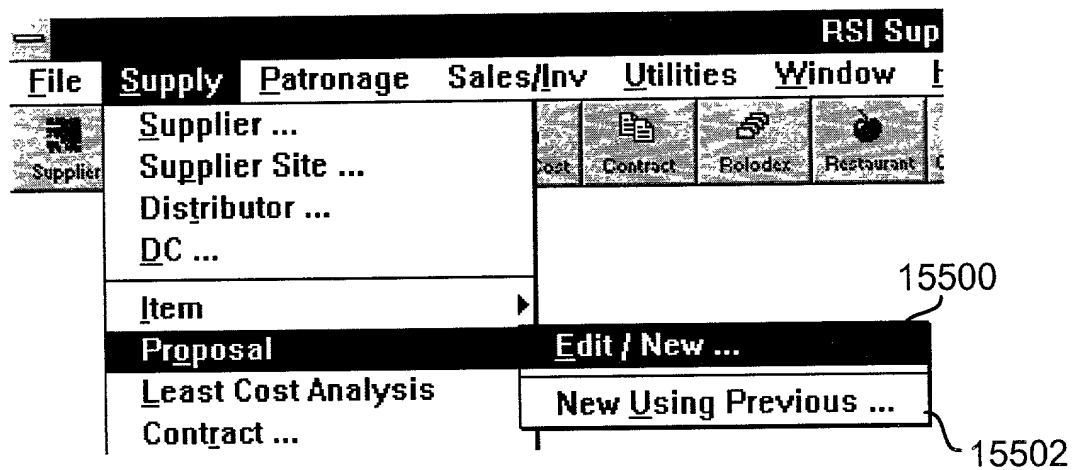 RSI Sup
File Supply Patronage Sales/Inv Utilities Window
Supplier Cost Contract Rolodex Restaurant
Supplier ...
Supplier Site ...
Distributor ...
DC ...
Item
Proposal
Least Cost Analysis
Contract ...
15500
Edit / New ...
New Using Previous ...
15502